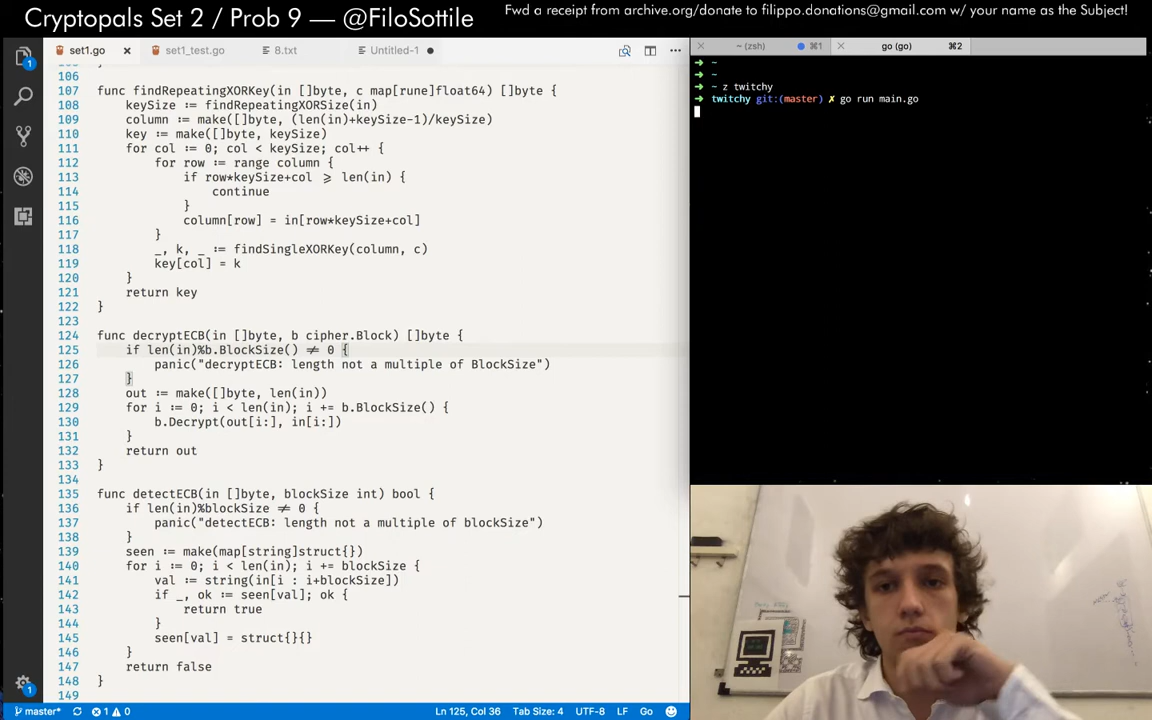 Cryptopals Set 2 / Prob 9 — @FiloSottile
Fwd a receipt from archive.org/donate to filippo.donations@gmail.com w/ your name as the Subject!
set1.go
set1_test.go
8.txt
Untitled-1
~ (zsh) ⌘1
go (go) ⌘2
106
107 func findRepeatingXORKey(in []byte, c map[rune]float64) []byte {
108 keySize := findRepeatingXORSize(in)
109 column := make([]byte, (len(in)+keySize-1)/keySize)
110 key := make([]byte, keySize)
111 for col := 0; col < keySize; col++ {
112 for row := range column {
113 if row*keySize+col ≥ len(in) {
114 continue
115 }
116 column[row] = in[row*keySize+col]
117 }
118 _, k, _ := findSingleXORKey(column, c)
119 key[col] = k
120 }
121 return key
122 }
123
124 func decryptECB(in []byte, b cipher.Block) []byte {
125 if len(in)%b.BlockSize() ≠ 0 {
126 panic("decryptECB: length not a multiple of BlockSize")
127 }
128 out := make([]byte, len(in))
129 for i := 0; i < len(in); i += b.BlockSize() {
130 b.Decrypt(out[i:], in[i:])
131 }
132 return out
133 }
134
135 func detectECB(in []byte, blockSize int) bool {
136 if len(in)%blockSize ≠ 0 {
137 panic("detectECB: length not a multiple of blockSize")
138 }
139 seen := make(map[string]struct{})
140 for i := 0; i < len(in); i += blockSize {
141 val := string(in[i : i+blockSize])
142 if _, ok := seen[val]; ok {
143 return true
144 }
145 seen[val] = struct{}{}
146 }
147 return false
148 }
149
➜ ~
➜ ~
➜ ~ z twitchy
➜ twitchy git:(master) ✗ go run main.go
1
1
master* 1 0
Ln 125, Col 36 Tab Size: 4 UTF-8 LF Go